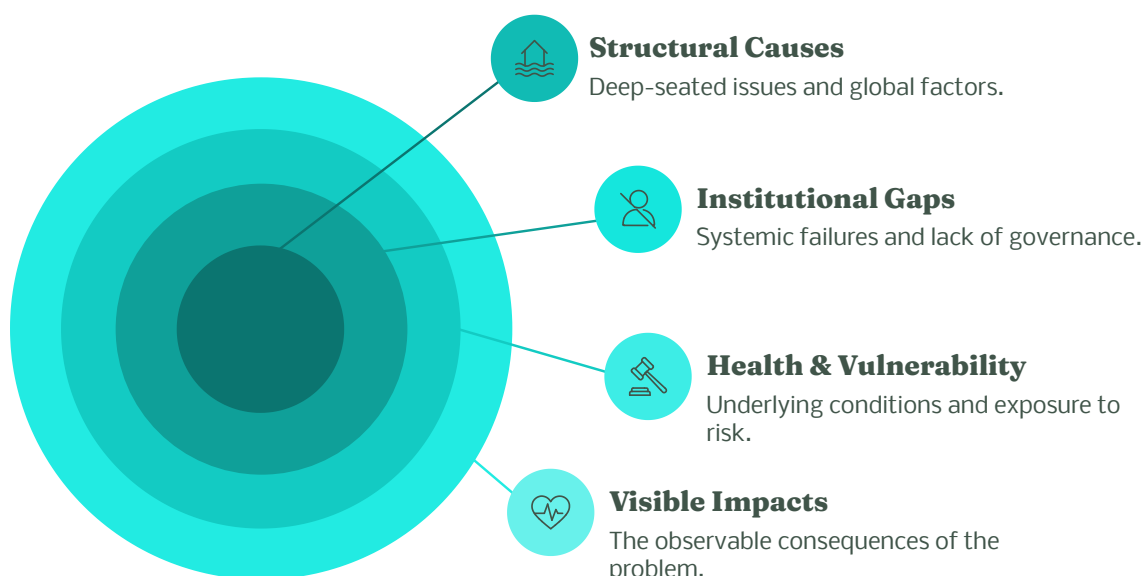 Structural Causes
Deep-seated issues and global factors.
Institutional Gaps
Systemic failures and lack of governance.
Health & Vulnerability
Underlying conditions and exposure to
risk.
Visible Impacts
The observable consequences of the
problem.